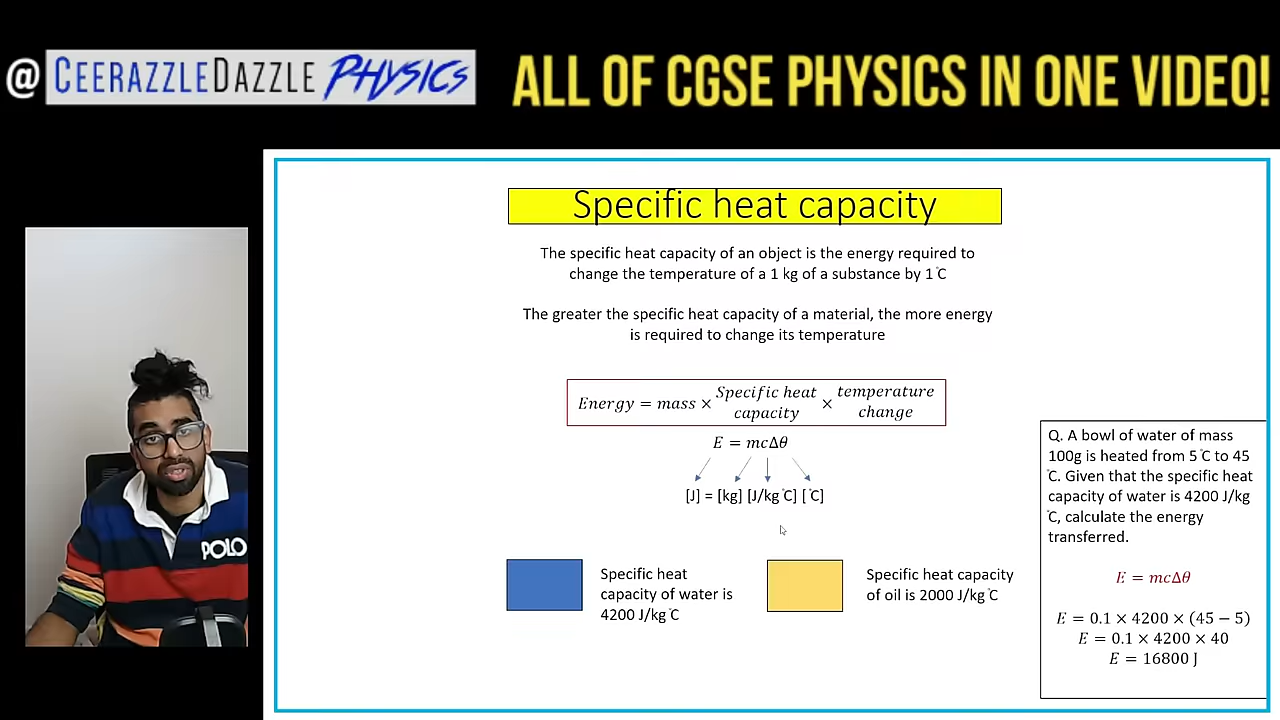 @ CEERAZZLEDAZZLE PHYSICS
ALL OF CGSE PHYSICS IN ONE VIDEO!
Specific heat capacity
The specific heat capacity of an object is the energy required to
change the temperature of a 1 kg of a substance by 1°C
The greater the specific heat capacity of a material, the more energy
is required to change its temperature
Energy = mass × Specific heat capacity × temperature change
E = mcΔθ
[J] = [kg] [J/kg°C] [°C]
Specific heat
capacity of water is
4200 J/kg°C
Specific heat capacity
of oil is 2000 J/kg°C
Q. A bowl of water of mass
100g is heated from 5°C to 45
°C. Given that the specific heat
capacity of water is 4200 J/kg
°C, calculate the energy
transferred.
E = mcΔθ
E = 0.1 × 4200 × (45 − 5)
E = 0.1 × 4200 × 40
E = 16800 J
POLO